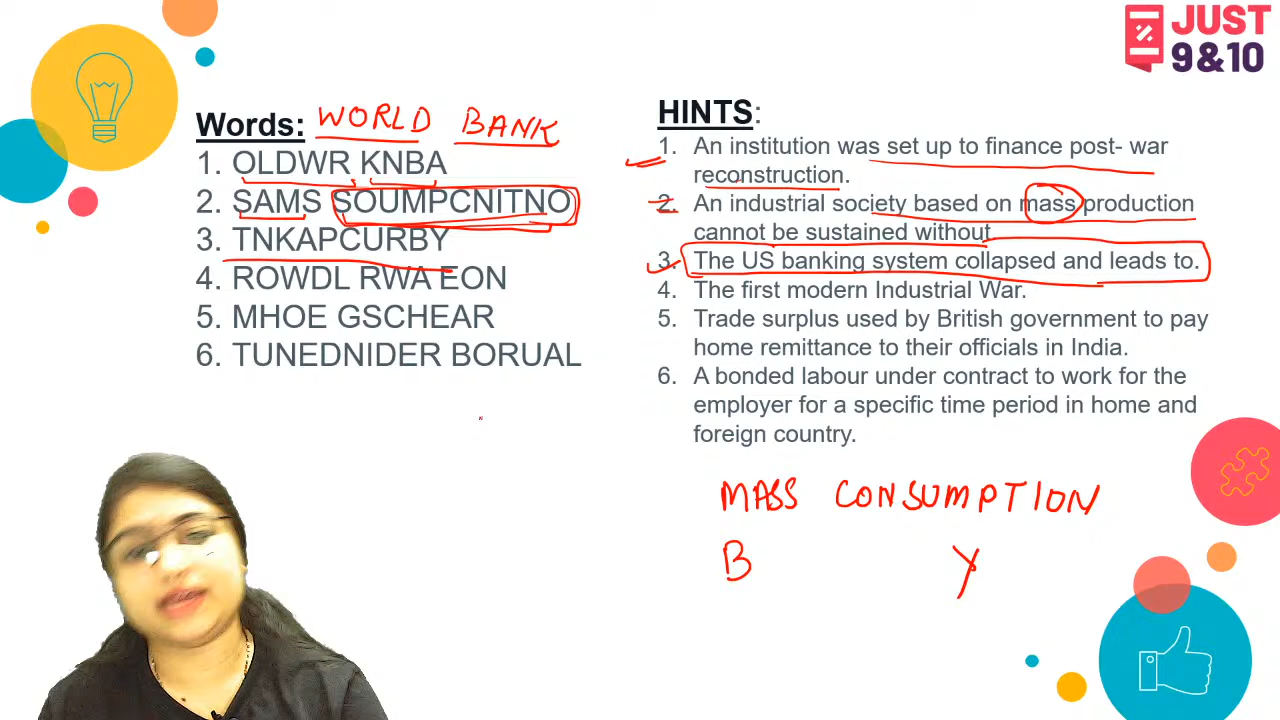 JUST
9&10
Words: WORLD BANK
1. OLDWR KNBA
2. SAMS SOUMPCNITNO
3. TNKAPCURBY
4. ROWDL RWA EON
5. MHOE GSCHEAR
6. TUNEDNIDER BORUAL
HINTS:
1. An institution was set up to finance post- war
reconstruction.
2. An industrial society based on mass production
cannot be sustained without
3. The US banking system collapsed and leads to.
4. The first modern Industrial War.
5. Trade surplus used by British government to pay
home remittance to their officials in India.
6. A bonded labour under contract to work for the
employer for a specific time period in home and
foreign country.
MASS CONSUMPTION
B Y